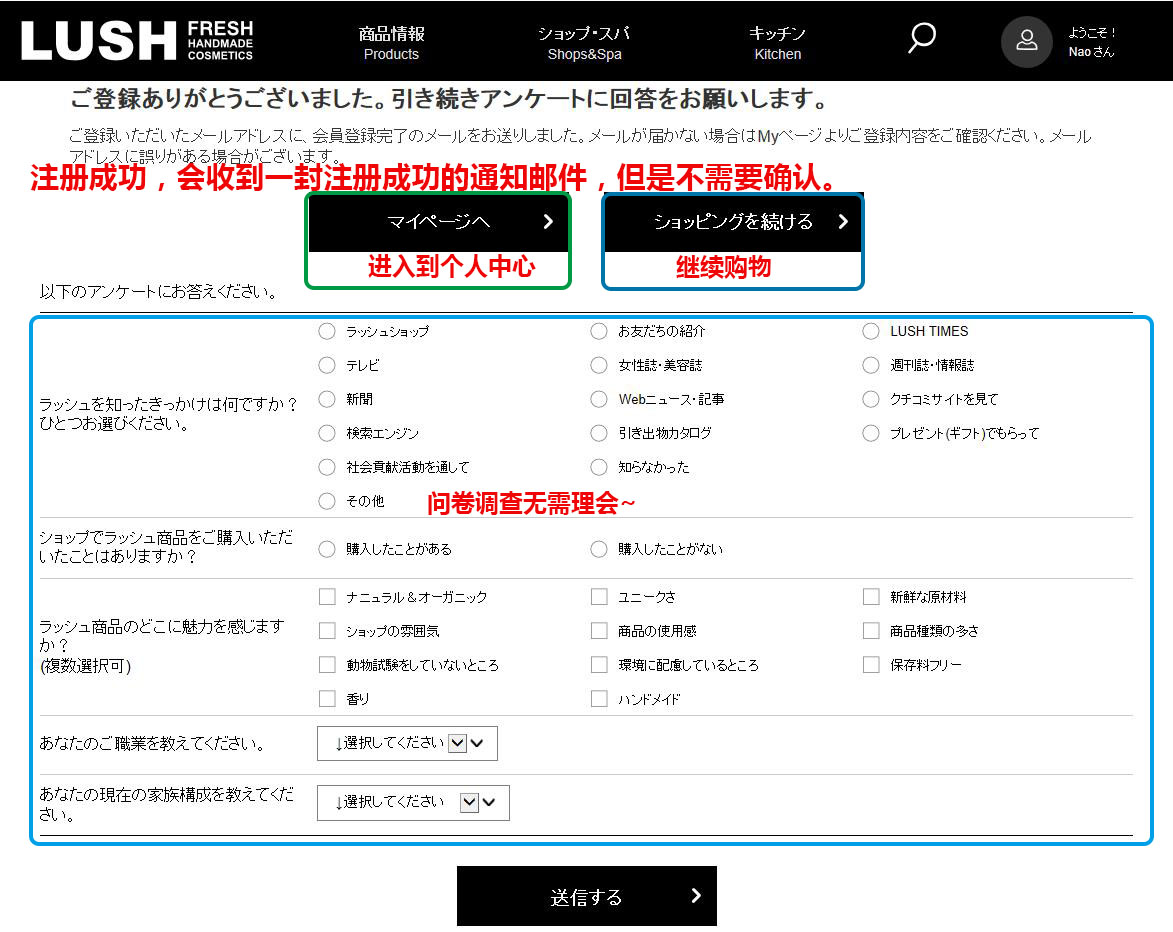 LUSH FRESH HANDMADE COSMETICS
商品情報
Products
ショップ・スパ
Shops&Spa
キッチン
Kitchen
ようこそ！
Nao さん
ご登録ありがとうございました。引き続きアンケートに回答をお願いします。
ご登録いただいたメールアドレスに、会員登録完了のメールをお送りしました。メールが届かない場合はMyページよりご登録内容をご確認ください。メール
アドレスに誤りがある場合がございます。
注册成功，会收到一封注册成功的通知邮件，但是不需要确认。
マイページへ
ショッピングを続ける
进入到个人中心
继续购物
以下のアンケートにお答えください。
ラッシュを知ったきっかけは何ですか？
ひとつお選びください。
ラッシュショップ
お友だちの紹介
LUSH TIMES
テレビ
女性誌・美容誌
週刊誌・情報誌
新聞
Webニュース・記事
クチコミサイトを見て
検索エンジン
引き出物カタログ
プレゼント(ギフト)でもらって
社会貢献活動を通して
知らなかった
その他
问卷调查无需理会~
ショップでラッシュ商品をご購入いただ
いたことはありますか？
購入したことがある
購入したことがない
ラッシュ商品のどこに魅力を感じます
か？
(複数選択可)
ナニュラル＆オーガニック
ユニークさ
新鮮な原材料
ショップの雰囲気
商品の使用感
商品種類の多さ
動物試験をしていないところ
環境に配慮しているところ
保存料フリー
香り
ハンドメイド
あなたのご職業を教えてください。
↓選択してください
あなたの現在の家族構成を教えてくだ
さい。
↓選択してください
送信する